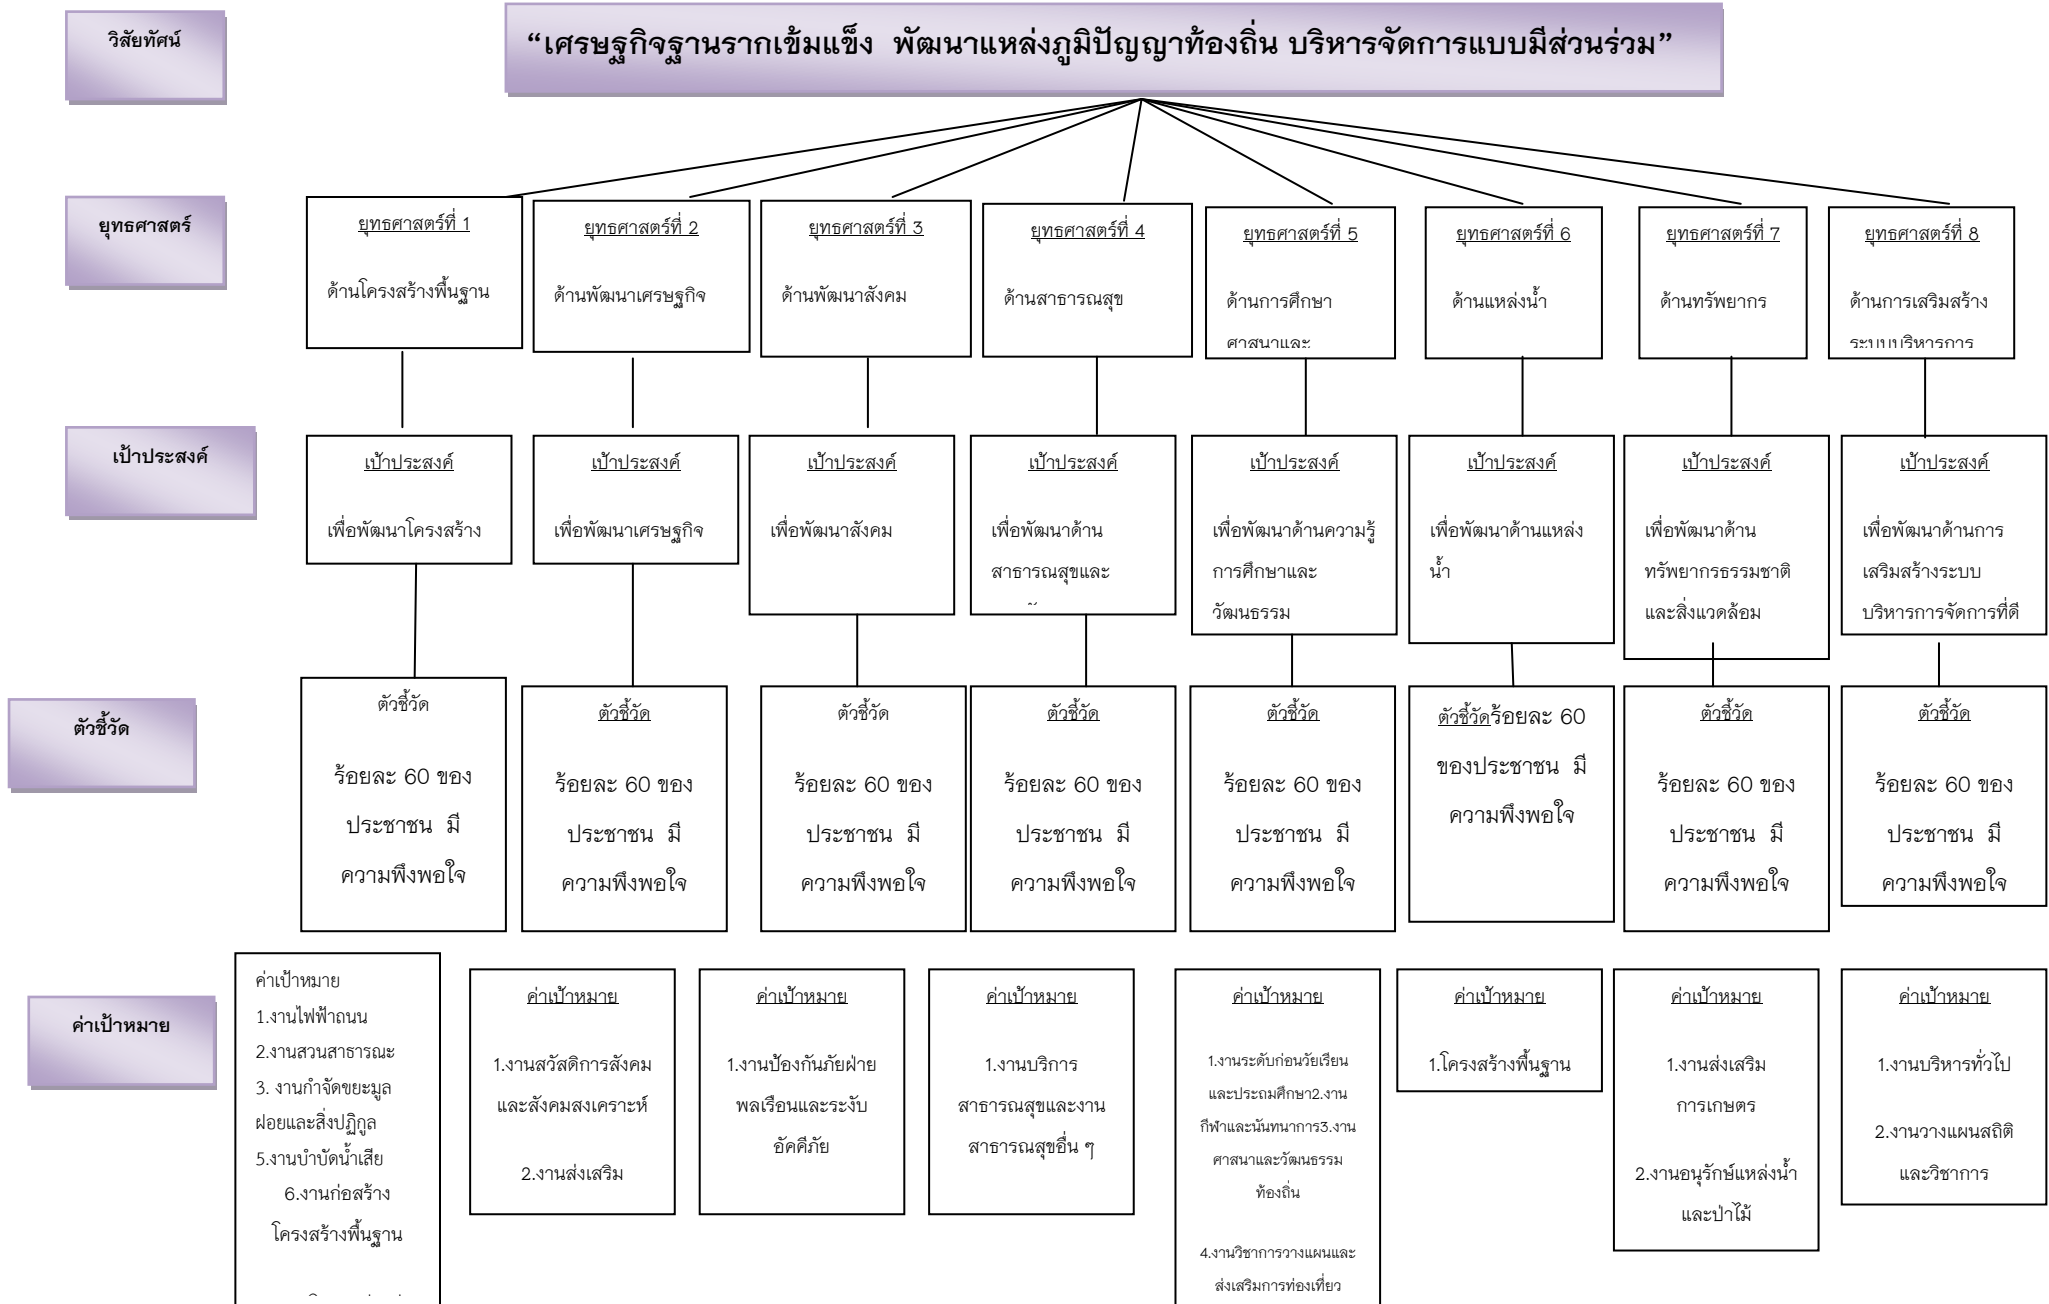 วิสัยทัศน์
“เศรษฐกิจฐานรากเข้มแข็ง พัฒนาแหล่งภูมิปัญญาท้องถิ่น บริหารจัดการแบบมีส่วนร่วม”
ยุทธศาสตร์
ยุทธศาสตร์ที่ 1
ด้านโครงสร้างพื้นฐาน
ยุทธศาสตร์ที่ 2
ด้านพัฒนาเศรษฐกิจ
ยุทธศาสตร์ที่ 3
ด้านพัฒนาสังคม
ยุทธศาสตร์ที่ 4
ด้านสาธารณสุข
ยุทธศาสตร์ที่ 5
ด้านการศึกษา
ศาสนาและ
ยุทธศาสตร์ที่ 6
ด้านแหล่งน้ำ
ยุทธศาสตร์ที่ 7
ด้านทรัพยากร
ยุทธศาสตร์ที่ 8
ด้านการเสริมสร้าง
ระบบบริหารการ
เป้าประสงค์
เป้าประสงค์
เพื่อพัฒนาโครงสร้าง
เป้าประสงค์
เพื่อพัฒนาเศรษฐกิจ
เป้าประสงค์
เพื่อพัฒนาสังคม
เป้าประสงค์
เพื่อพัฒนาด้าน
สาธารณสุขและ
เป้าประสงค์
เพื่อพัฒนาด้านความรู้
การศึกษาและ
วัฒนธรรม
เป้าประสงค์
เพื่อพัฒนาด้านแหล่ง
น้ำ
เป้าประสงค์
เพื่อพัฒนาด้าน
ทรัพยากรธรรมชาติ
และสิ่งแวดล้อม
เป้าประสงค์
เพื่อพัฒนาด้านการ
เสริมสร้างระบบ
บริหารการจัดการที่ดี
ตัวชี้วัด
ตัวชี้วัด
ร้อยละ 60 ของ
ประชาชน มี
ความพึงพอใจ
ตัวชี้วัด
ร้อยละ 60 ของ
ประชาชน มี
ความพึงพอใจ
ตัวชี้วัด
ร้อยละ 60 ของ
ประชาชน มี
ความพึงพอใจ
ตัวชี้วัด
ร้อยละ 60 ของ
ประชาชน มี
ความพึงพอใจ
ตัวชี้วัด
ร้อยละ 60 ของ
ประชาชน มี
ความพึงพอใจ
ตัวชี้วัดร้อยละ 60
ของประชาชน มี
ความพึงพอใจ
ตัวชี้วัด
ร้อยละ 60 ของ
ประชาชน มี
ความพึงพอใจ
ตัวชี้วัด
ร้อยละ 60 ของ
ประชาชน มี
ความพึงพอใจ
ค่าเป้าหมาย
ค่าเป้าหมาย
1.งานไฟฟ้าถนน
2.งานสวนสาธารณะ
3. งานกำจัดขยะมูล
ฝอยและสิ่งปฏิกูล
5.งานบำบัดน้ำเสีย
6.งานก่อสร้าง
โครงสร้างพื้นฐาน
ค่าเป้าหมาย
1.งานสวัสดิการสังคม
และสังคมสงเคราะห์
2.งานส่งเสริม
ค่าเป้าหมาย
1.งานป้องกันภัยฝ่าย
พลเรือนและระงับ
อัคคีภัย
ค่าเป้าหมาย
1.งานบริการ
สาธารณสุขและงาน
สาธารณสุขอื่น ๆ
ค่าเป้าหมาย
1.งานระดับก่อนวัยเรียน
และประถมศึกษา2.งาน
กีฬาและนันทนาการ3.งาน
ศาสนาและวัฒนธรรม
ท้องถิ่น
4.งานวิชาการวางแผนและ
ส่งเสริมการท่องเที่ยว
ค่าเป้าหมาย
1.โครงสร้างพื้นฐาน
ค่าเป้าหมาย
1.งานส่งเสริม
การเกษตร
2.งานอนุรักษ์แหล่งน้ำ
และป่าไม้
ค่าเป้าหมาย
1.งานบริหารทั่วไป
2.งานวางแผนสถิติ
และวิชาการ